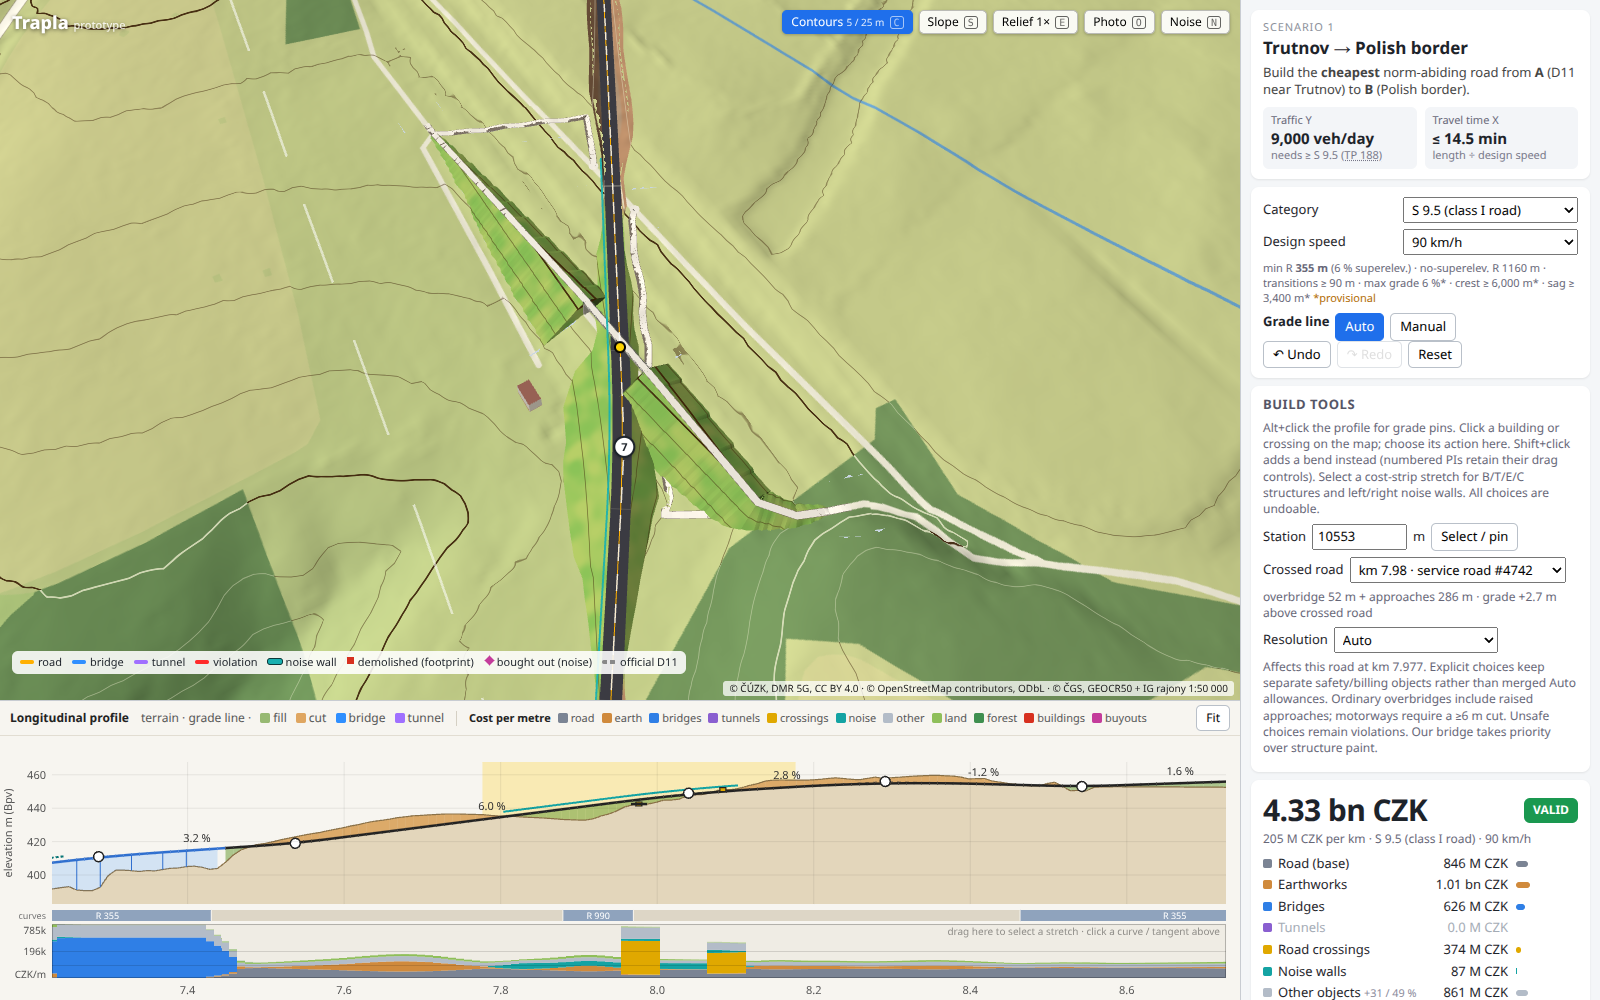 Trapla prototype
Contours 5 / 25 m C
Slope S
Relief 1× E
Photo O
Noise N
7
road
bridge
tunnel
violation
noise wall
demolished (footprint)
bought out (noise)
official D11
© ČÚZK, DMR 5G, CC BY 4.0 · © OpenStreetMap contributors, ODbL · © ČGS, GEOCR50 + IG rajony 1:50 000
Longitudinal profile terrain · grade line · fill cut bridge tunnel
Cost per metre road earth bridges tunnels crossings noise other land forest buildings buyouts
Fit
elevation m (Bpv)
460
440
420
400
3.2 %
6.0 %
2.8 %
-1.2 %
1.6 %
curves
R 355
R 990
R 355
785k
196k
CZK/m
drag here to select a stretch · click a curve / tangent above
7.4
7.6
7.8
8.0
8.2
8.4
8.6
SCENARIO 1
Trutnov → Polish border
Build the cheapest norm-abiding road from A (D11
near Trutnov) to B (Polish border).
Traffic Y
9,000 veh/day
needs ≥ S 9.5 (TP 188)
Travel time X
≤ 14.5 min
length ÷ design speed
Category S 9.5 (class I road)
Design speed 90 km/h
min R 355 m (6 % superelev.) · no-superelev. R 1160 m ·
transitions ≥ 90 m · max grade 6 %* · crest ≥ 6,000 m* · sag ≥
3,400 m* *provisional
Grade line Auto Manual
↶ Undo ↷ Redo Reset
BUILD TOOLS
Alt+click the profile for grade pins. Click a building or
crossing on the map; choose its action here. Shift+click
adds a bend instead (numbered PIs retain their drag
controls). Select a cost-strip stretch for B/T/E/C
structures and left/right noise walls. All choices are
undoable.
Station 10553 m Select / pin
Crossed road km 7.98 · service road #4742
overbridge 52 m + approaches 286 m · grade +2.7 m
above crossed road
Resolution Auto
Affects this road at km 7.977. Explicit choices keep
separate safety/billing objects rather than merged Auto
allowances. Ordinary overbridges include raised
approaches; motorways require a ≥6 m cut. Unsafe
choices remain violations. Our bridge takes priority
over structure paint.
4.33 bn CZK VALID
205 M CZK per km · S 9.5 (class I road) · 90 km/h
Road (base) 846 M CZK
Earthworks 1.01 bn CZK
Bridges 626 M CZK
Tunnels 0.0 M CZK
Road crossings 374 M CZK
Noise walls 87 M CZK
Other objects +31 / 49 % 861 M CZK